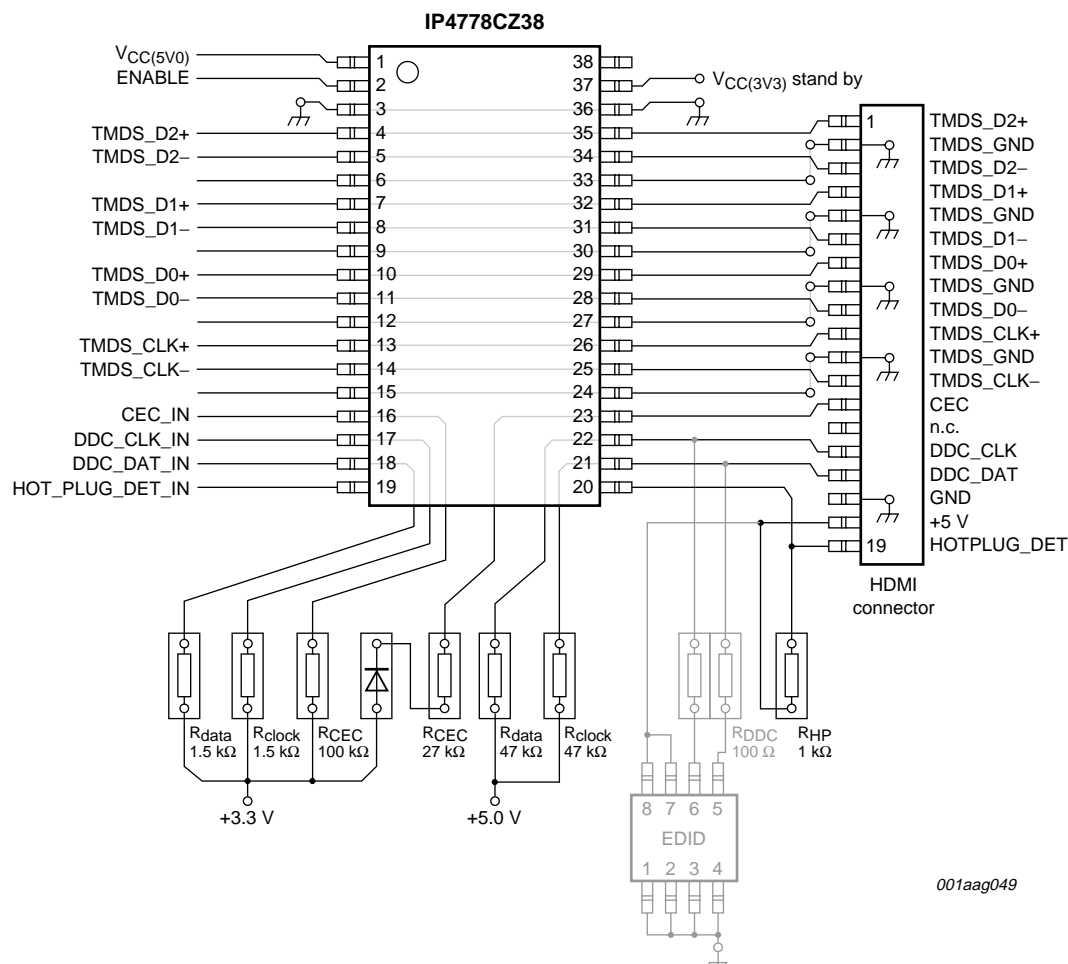 IP4778CZ38
VCC(5V0)
ENABLE
TMDS_D2+
TMDS_D2−
TMDS_D1+
TMDS_D1−
TMDS_D0+
TMDS_D0−
TMDS_CLK+
TMDS_CLK−
CEC_IN
DDC_CLK_IN
DDC_DAT_IN
HOT_PLUG_DET_IN
1
2
3
4
5
6
7
8
9
10
11
12
13
14
15
16
17
18
19
38
37
36
35
34
33
32
31
30
29
28
27
26
25
24
23
22
21
20
VCC(3V3) stand by
1
19
TMDS_D2+
TMDS_GND
TMDS_D2−
TMDS_D1+
TMDS_GND
TMDS_D1−
TMDS_D0+
TMDS_GND
TMDS_D0−
TMDS_CLK+
TMDS_GND
TMDS_CLK−
CEC
n.c.
DDC_CLK
DDC_DAT
GND
+5 V
HOTPLUG_DET
HDMI
connector
Rdata
1.5 kΩ
Rclock
1.5 kΩ
RCEC
100 kΩ
RCEC
27 kΩ
Rdata
47 kΩ
Rclock
47 kΩ
RDDC
100 Ω
RHP
1 kΩ
+3.3 V
+5.0 V
8 7 6 5
EDID
1 2 3 4
001aag049